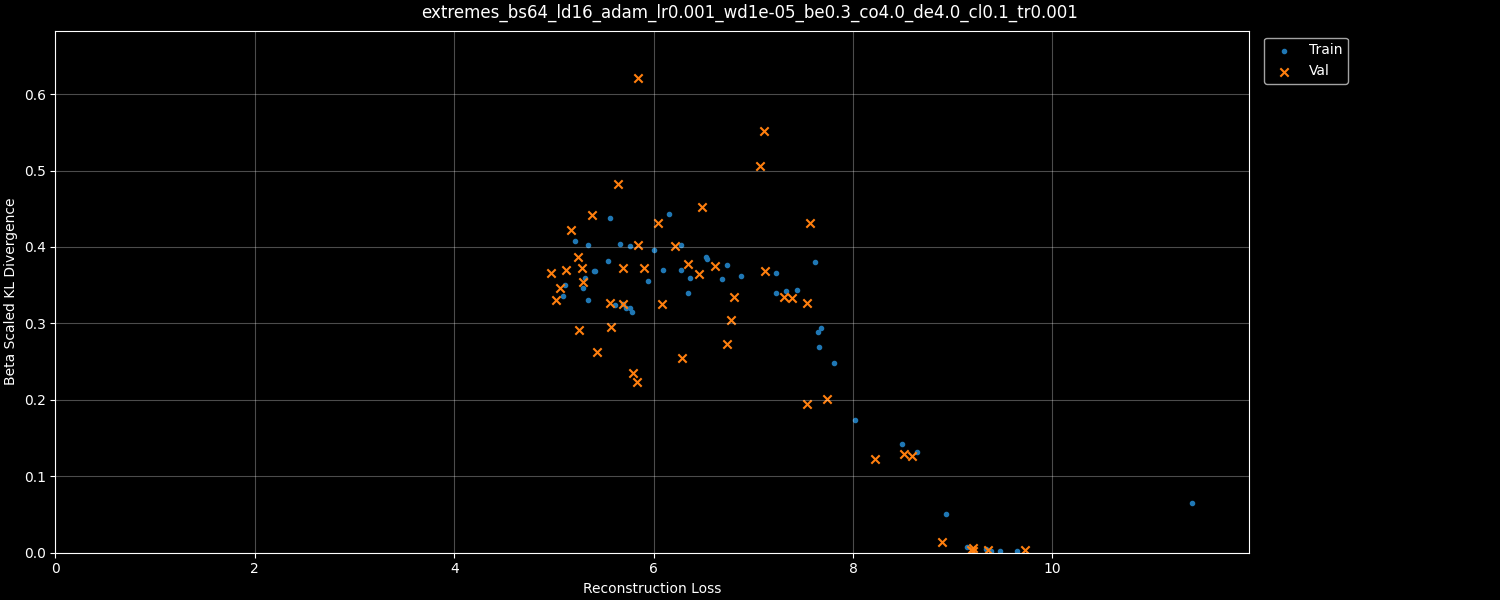 extremes_bs64_ld16_adam_lr0.001_wd1e-05_be0.3_co4.0_de4.0_cl0.1_tr0.001
Train
Val
Beta Scaled KL Divergence
0.6
0.5
0.4
0.3
0.2
0.1
0.0
0 2 4 6 8 10
Reconstruction Loss